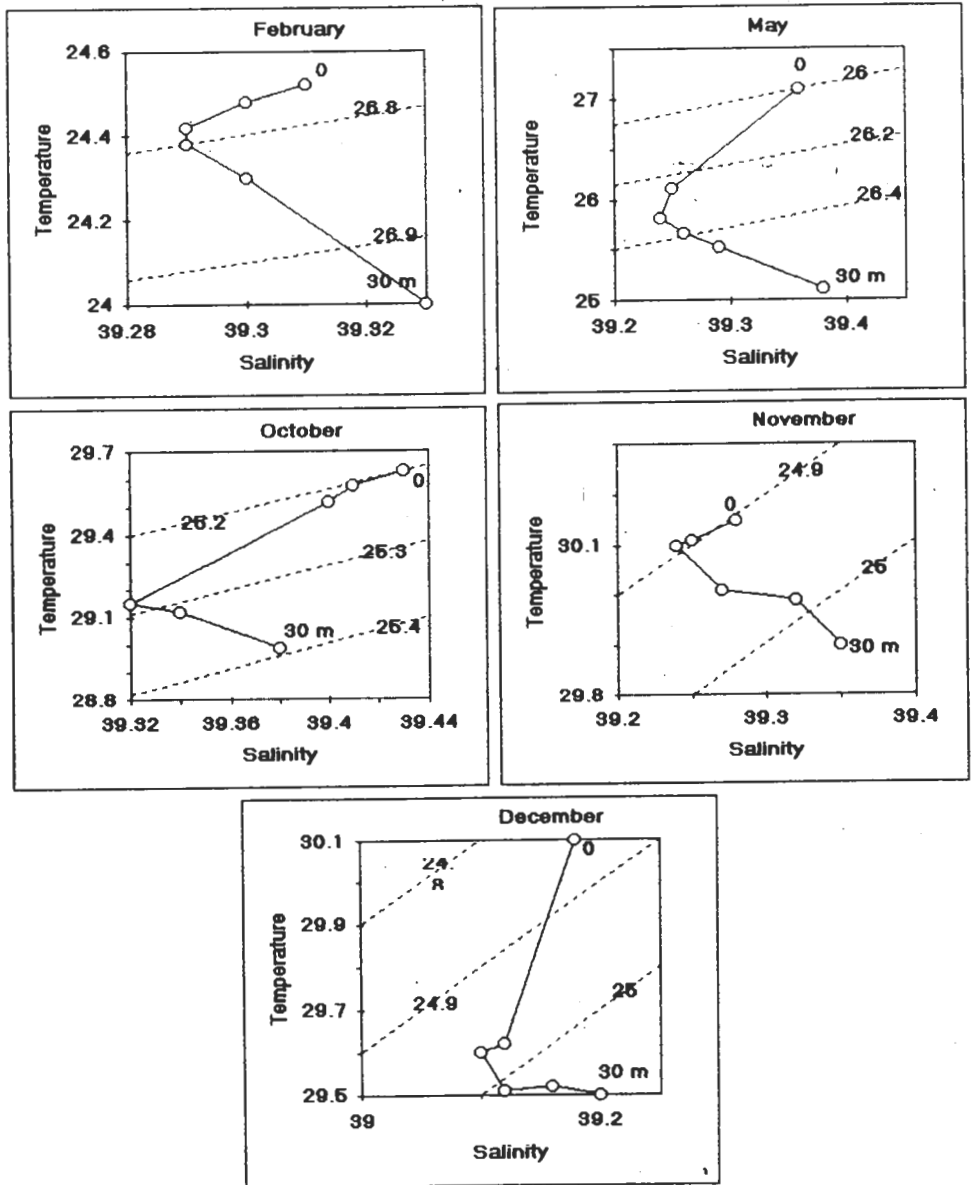 February
24.6
0
26.8
24.4
Temperature
24.2
26.9
30 m
24
39.28 39.3 39.32
Salinity
May
0
26
27
26.2
Temperature
26
26.4
30 m
25
39.2 39.3 39.4
Salinity
October
29.7
0
25.2
29.4
25.3
Temperature
29.1
25.4
30 m
28.8
39.32 39.36 39.4 39.44
Salinity
November
24.9
0
30.1
25
Temperature
30 m
29.8
39.2 39.3 39.4
Salinity
December
30.1
0
24.
8
29.9
Temperature
24.9
25
29.7
30 m
29.5
39 39.2
Salinity